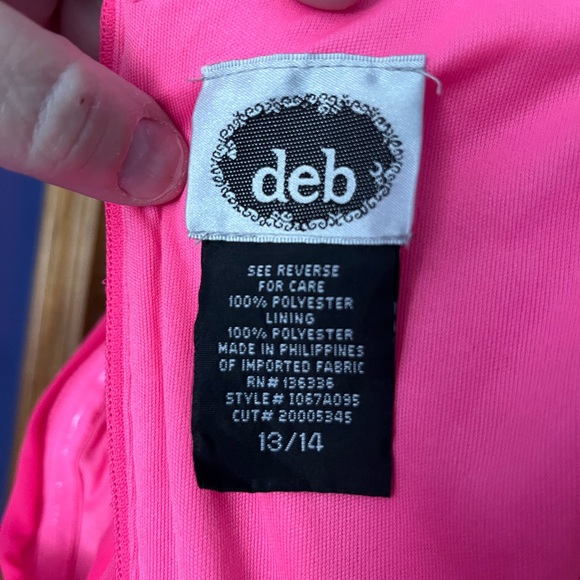 deb
SEE REVERSE
FOR CARE
100% POLYESTER
LINING
100% POLYESTER
MADE IN PHILIPPINES
OF IMPORTED FABRIC
RN# 136336
STYLE# I067A095
CUT# 20005345
13/14